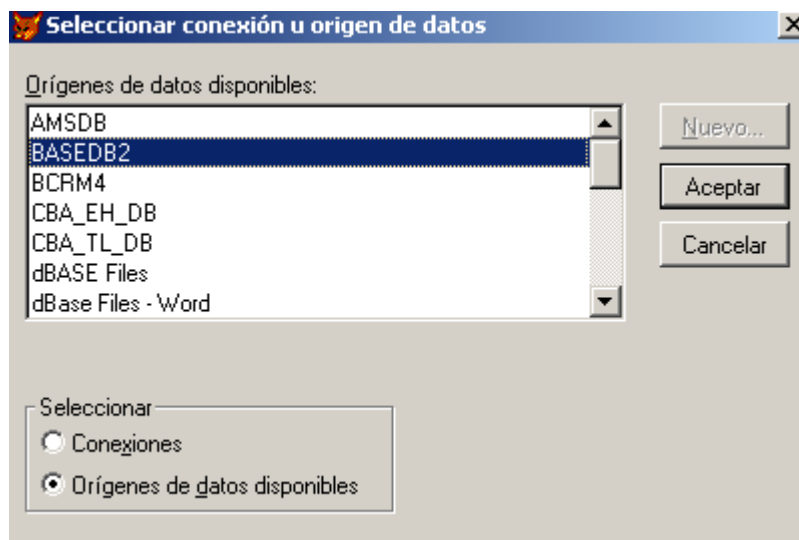 Seleccionar conexión u origen de datos
Orígenes de datos disponibles:
AMSDB
BASEDB2
BCRM4
CBA_EH_DB
CBA_TL_DB
dBASE Files
dBase Files - Word
Nuevo...
Aceptar
Cancelar
Seleccionar
Conexiones
Orígenes de datos disponibles